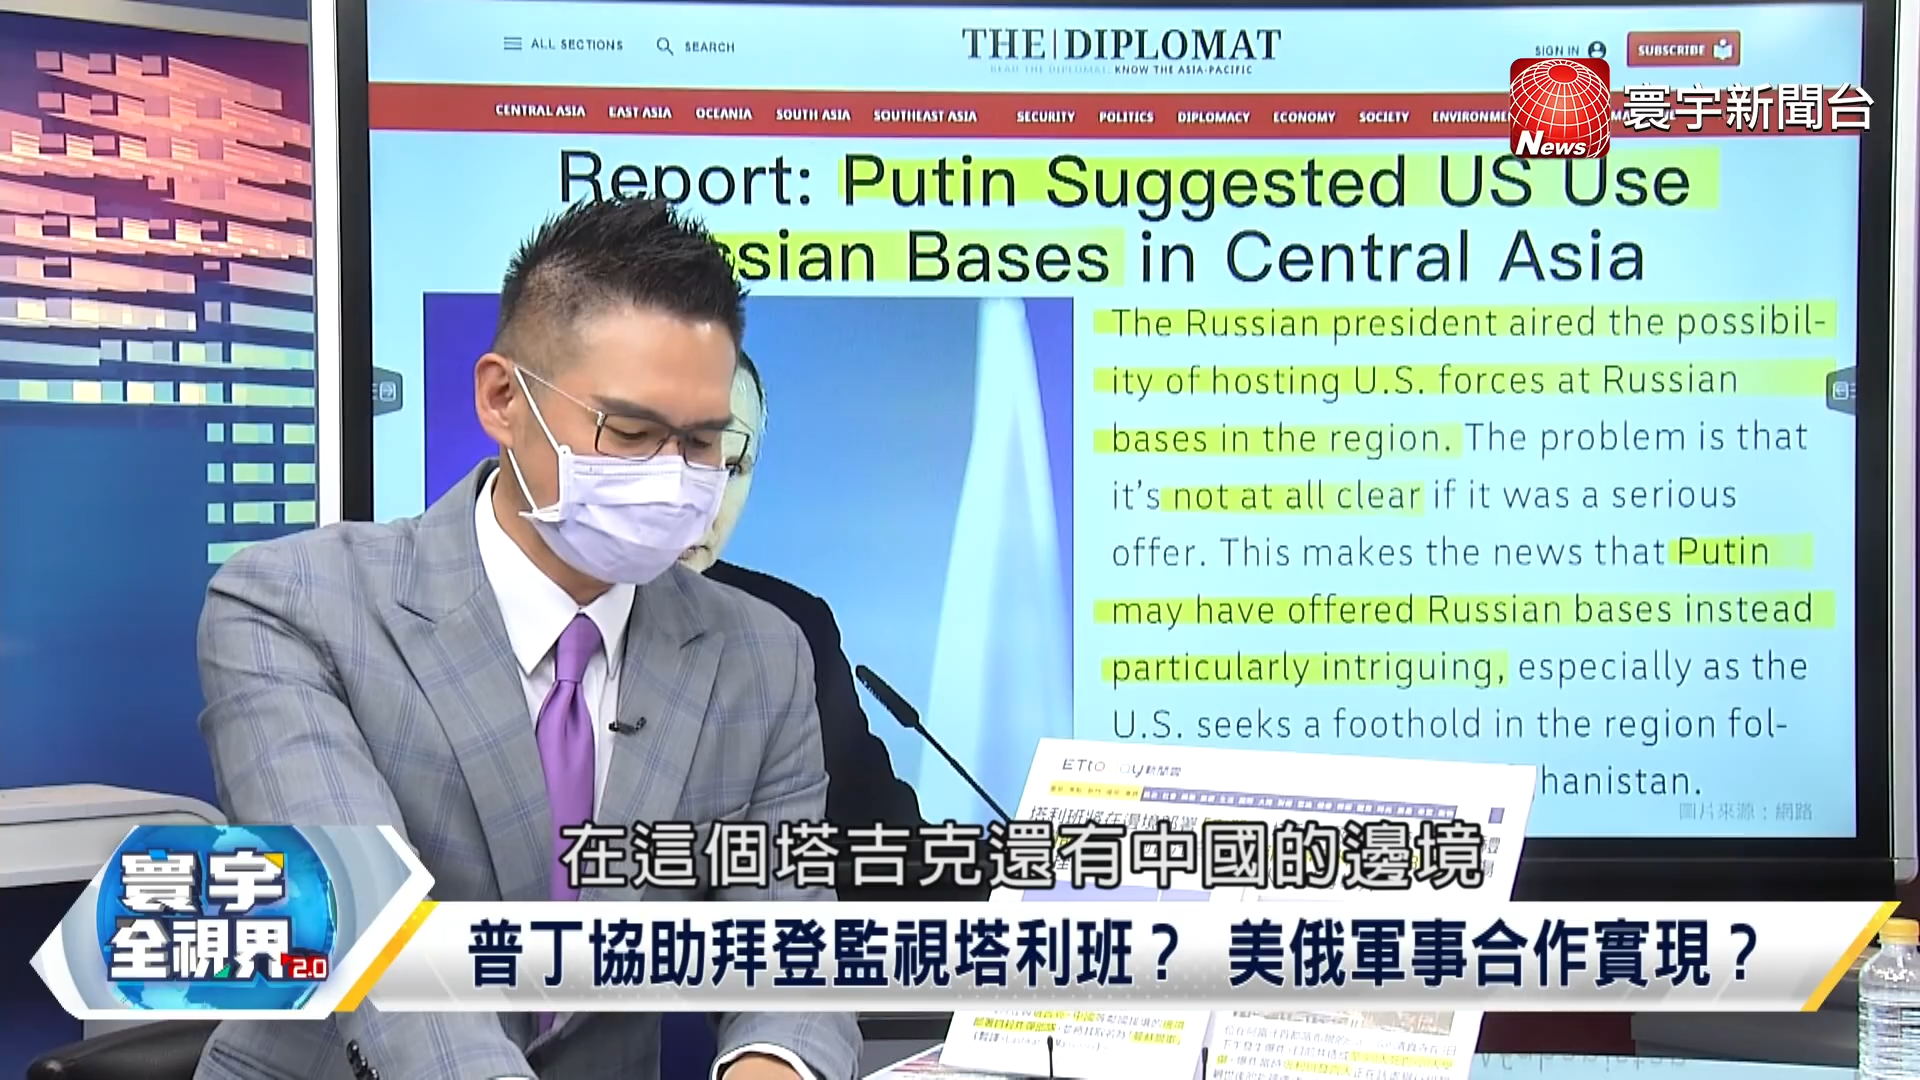 ALL SECTIONS
SEARCH
THE|DIPLOMAT
READ THE DIPLOMAT, KNOW THE ASIA-PACIFIC
SIGN IN
SUBSCRIBE
寰宇新聞台
News
CENTRAL ASIA EAST ASIA OCEANIA SOUTH ASIA SOUTHEAST ASIA SECURITY POLITICS DIPLOMACY ECONOMY SOCIETY
Report: Putin Suggested US Use
sian Bases in Central Asia
The Russian president aired the possibil-
ity of hosting U.S. forces at Russian
bases in the region. The problem is that
it's not at all clear if it was a serious
offer. This makes the news that Putin
may have offered Russian bases instead
particularly intriguing, especially as the
U.S. seeks a foothold in the region fol-
hanistan.
圖片來源：網路
新聞雲
在這個塔吉克還有中國的邊境
寰宇
全視界2.0
普丁協助拜登監視塔利班？ 美俄軍事合作實現？